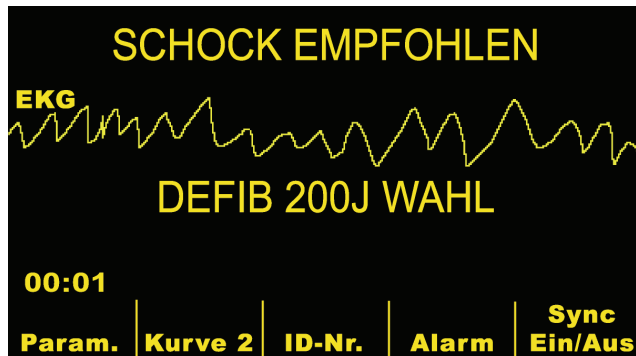 SCHOCK EMPFOHLEN
EKG
DEFIB 200J WAHL
00:01
Param. Kurve 2 ID-Nr. Alarm Sync Ein/Aus